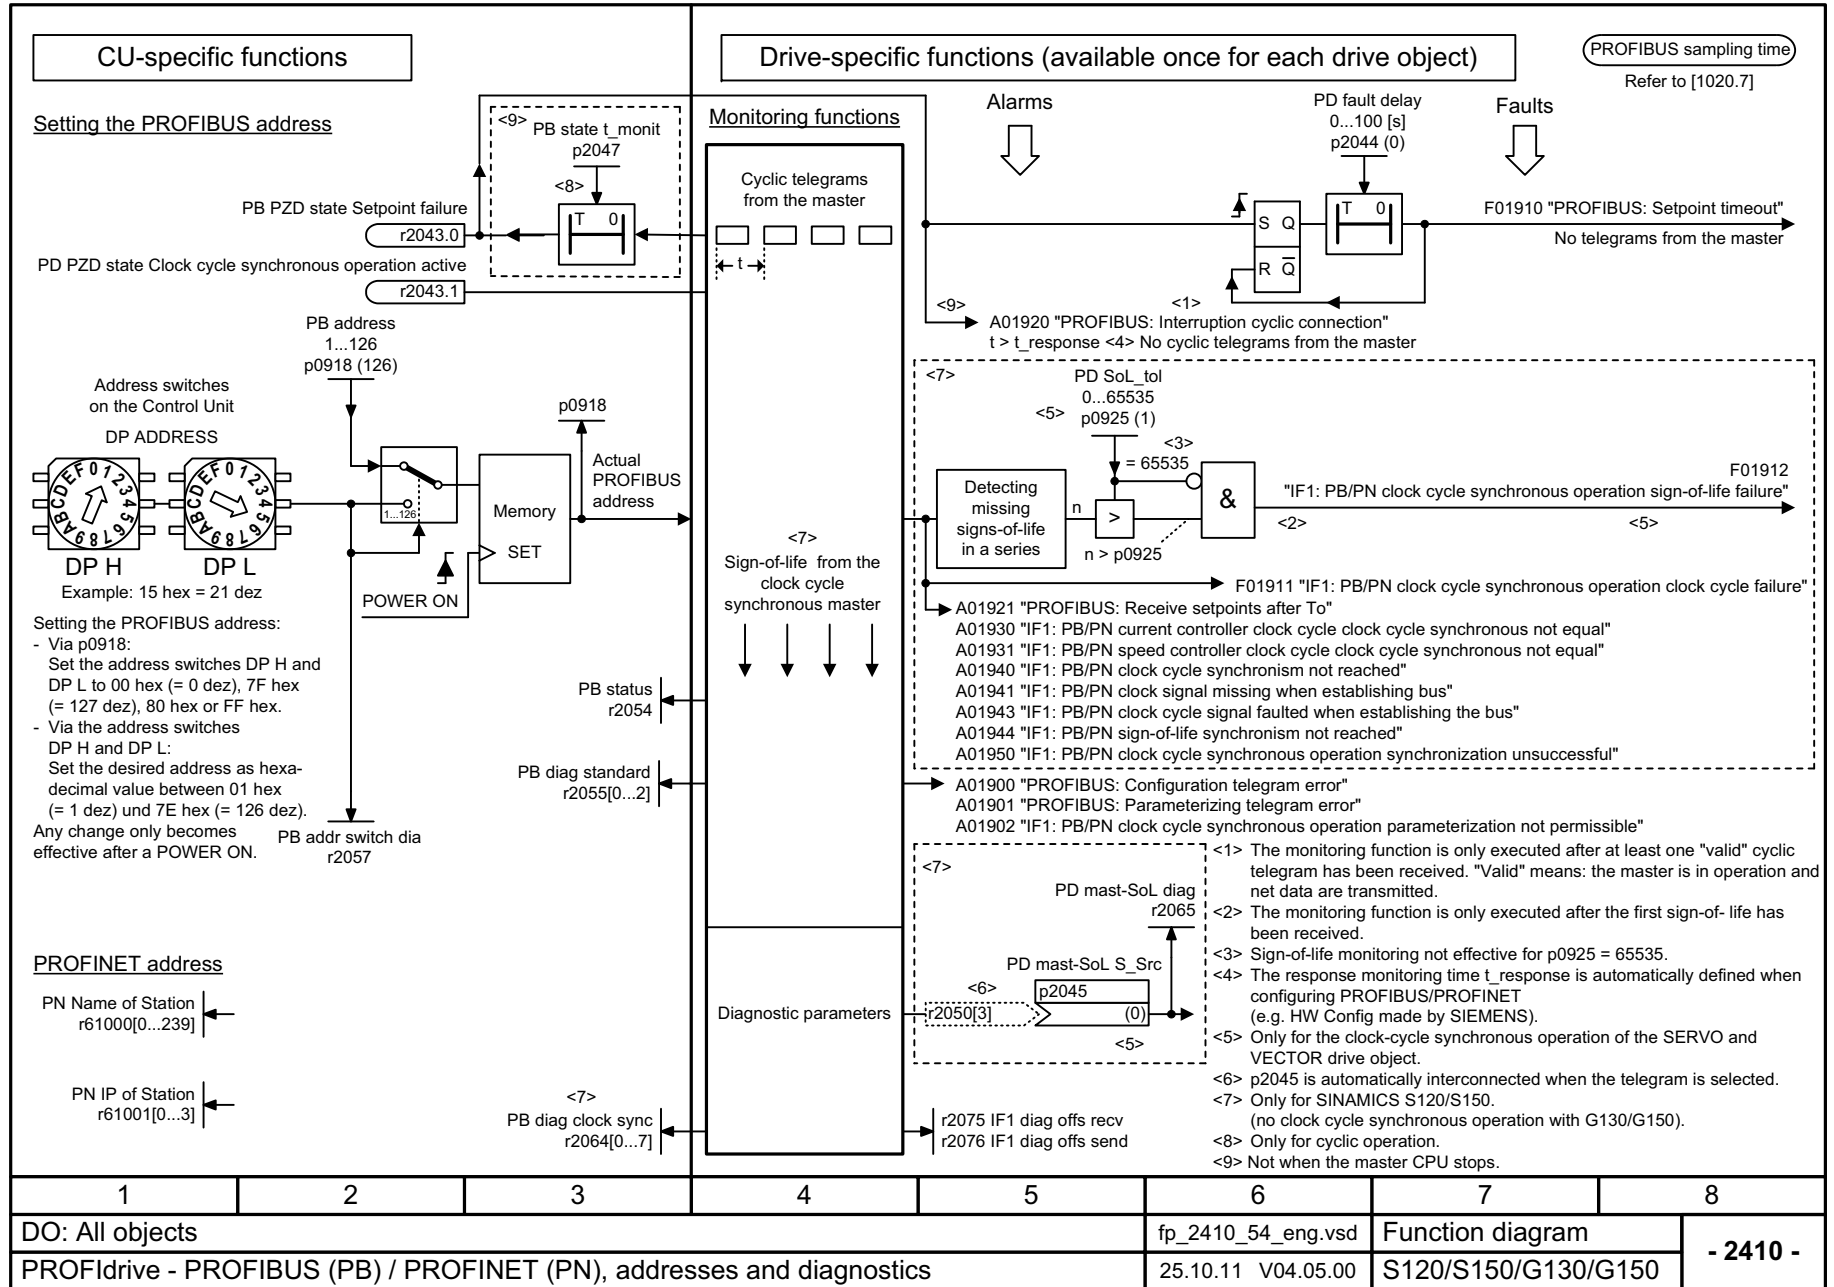 CU-specific functions
Drive-specific functions (available once for each drive object)
PROFIBUS sampling time
Refer to [1020.7]
Setting the PROFIBUS address
<9>
PB state t_monit
p2047
<8>
T 0
PB PZD state Setpoint failure
r2043.0
PD PZD state Clock cycle synchronous operation active
r2043.1
PB address
1...126
p0918 (126)
Address switches
on the Control Unit
DP ADDRESS
0 1 2 3 4 5 6 7 8 9 A B C D E F
0 1 2 3 4 5 6 7 8 9 A B C D E F
DP H
DP L
Example: 15 hex = 21 dez
1...126
POWER ON
Memory
SET
p0918
Actual
PROFIBUS
address
Setting the PROFIBUS address:
- Via p0918:
Set the address switches DP H and
DP L to 00 hex (= 0 dez), 7F hex
(= 127 dez), 80 hex or FF hex.
- Via the address switches
DP H and DP L:
Set the desired address as hexa-
decimal value between 01 hex
(= 1 dez) und 7E hex (= 126 dez).
Any change only becomes
effective after a POWER ON.
PB addr switch dia
r2057
PB status
r2054
PB diag standard
r2055[0...2]
PROFINET address
PN Name of Station
r61000[0...239]
PN IP of Station
r61001[0...3]
<7>
PB diag clock sync
r2064[0...7]
Monitoring functions
Cyclic telegrams
from the master
t
<7>
Sign-of-life from the
clock cycle
synchronous master
Diagnostic parameters
Alarms
PD fault delay
0...100 [s]
p2044 (0)
Faults
S Q
R Q̅
T 0
F01910 "PROFIBUS: Setpoint timeout"
No telegrams from the master
<1>
<9>
A01920 "PROFIBUS: Interruption cyclic connection"
t > t_response <4> No cyclic telegrams from the master
<7>
PD SoL_tol
0...65535
<5>
p0925 (1)
<3>
= 65535
Detecting
missing
signs-of-life
in a series
n
>
n > p0925
&
F01912
"IF1: PB/PN clock cycle synchronous operation sign-of-life failure"
<2>
<5>
F01911 "IF1: PB/PN clock cycle synchronous operation clock cycle failure"
A01921 "PROFIBUS: Receive setpoints after To"
A01930 "IF1: PB/PN current controller clock cycle clock cycle synchronous not equal"
A01931 "IF1: PB/PN speed controller clock cycle clock cycle synchronous not equal"
A01940 "IF1: PB/PN clock cycle synchronism not reached"
A01941 "IF1: PB/PN clock signal missing when establishing bus"
A01943 "IF1: PB/PN clock cycle signal faulted when establishing the bus"
A01944 "IF1: PB/PN sign-of-life synchronism not reached"
A01950 "IF1: PB/PN clock cycle synchronous operation synchronization unsuccessful"
A01900 "PROFIBUS: Configuration telegram error"
A01901 "PROFIBUS: Parameterizing telegram error"
A01902 "IF1: PB/PN clock cycle synchronous operation parameterization not permissible"
<7>
PD mast-SoL diag
r2065
PD mast-SoL S_Src
<6>
p2045
r2050[3]
(0)
<5>
r2075 IF1 diag offs recv
r2076 IF1 diag offs send
<1> The monitoring function is only executed after at least one "valid" cyclic
telegram has been received. "Valid" means: the master is in operation and
net data are transmitted.
<2> The monitoring function is only executed after the first sign-of- life has
been received.
<3> Sign-of-life monitoring not effective for p0925 = 65535.
<4> The response monitoring time t_response is automatically defined when
configuring PROFIBUS/PROFINET
(e.g. HW Config made by SIEMENS).
<5> Only for the clock-cycle synchronous operation of the SERVO and
VECTOR drive object.
<6> p2045 is automatically interconnected when the telegram is selected.
<7> Only for SINAMICS S120/S150.
(no clock cycle synchronous operation with G130/G150).
<8> Only for cyclic operation.
<9> Not when the master CPU stops.
1 2 3 4 5 6 7 8
DO: All objects
fp_2410_54_eng.vsd
Function diagram
- 2410 -
PROFIdrive - PROFIBUS (PB) / PROFINET (PN), addresses and diagnostics
25.10.11 V04.05.00
S120/S150/G130/G150